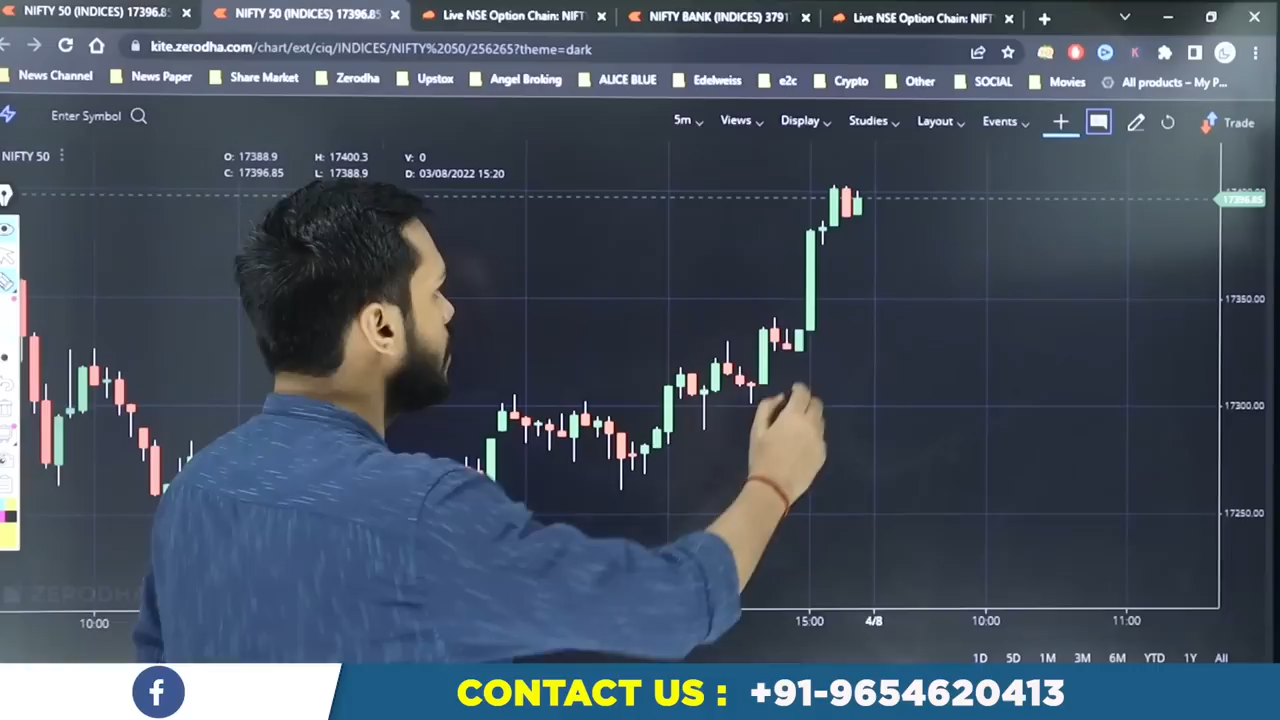 NIFTY 50 (INDICES) 17396.85
NIFTY 50 (INDICES) 17396.85
Live NSE Option Chain: NIFT
NIFTY BANK (INDICES) 3791
Live NSE Option Chain: NIFT
kite.zerodha.com/chart/ext/ciq/INDICES/NIFTY%2050/256265?theme=dark
News Channel News Paper Share Market Zerodha Upstox Angel Broking ALICE BLUE Edelweiss e2c Crypto Other SOCIAL Movies All products – My P...
Enter Symbol 5m Views Display Studies Layout Events Trade
NIFTY 50 O: 17388.9 H: 17400.3 V: 0
C: 17396.85 L: 17388.9 D: 03/08/2022 15:20
17396.85
17350.00
17300.00
17250.00
ZERODHA
10:00 15:00 4/8 10:00 11:00
1D 5D 1M 3M 6M YTD 1Y All
f CONTACT US : +91-9654620413